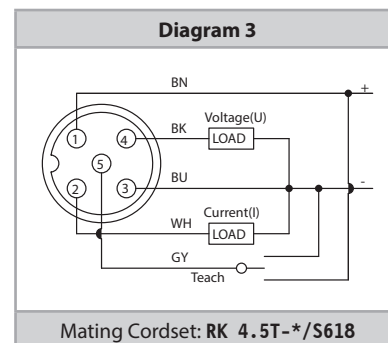 Diagram 3
BN
+
Voltage(U)
BK
LOAD
1
4
5
BU
-
2
3
Current(I)
WH
LOAD
GY
Teach
Mating Cordset: RK 4.5T-*/S618